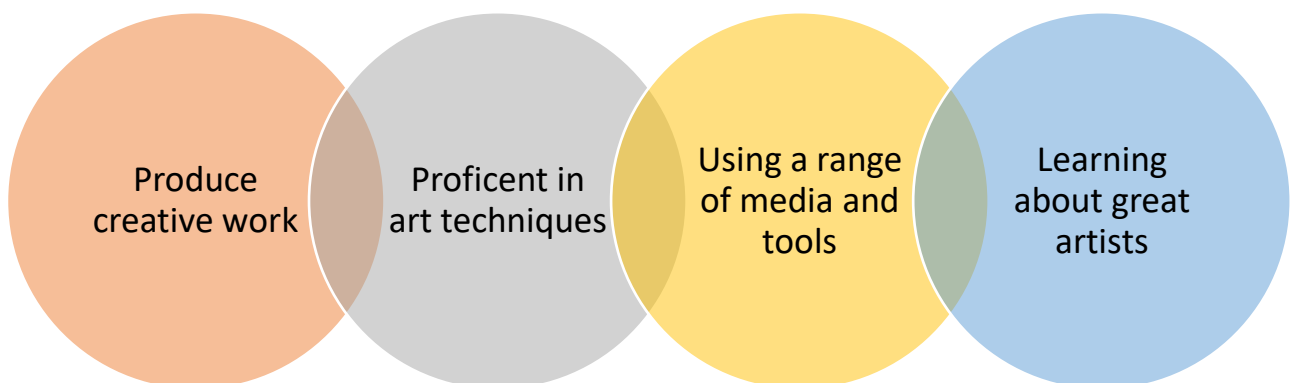 Produce
creative work
Proficent in
art techniques
Using a range
of media and
tools
Learning
about great
artists